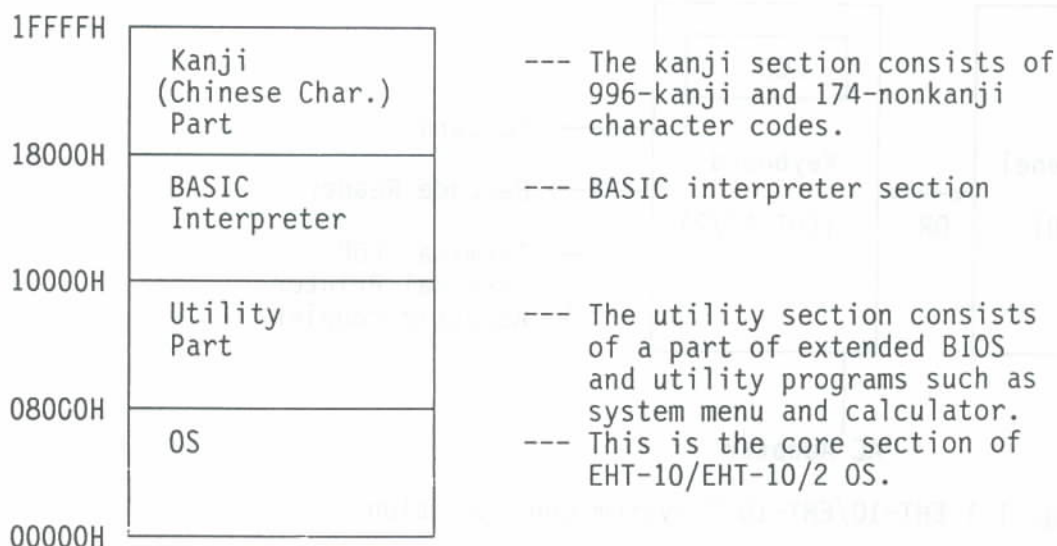 1FFFFH
Kanji --- The kanji section consists of
(Chinese Char.) 996-kanji and 174-nonkanji
Part character codes.
18000H
BASIC --- BASIC interpreter section
Interpreter
10000H
Utility --- The utility section consists
Part of a part of extended BIOS
and utility programs such as
08000H system menu and calculator.
OS --- This is the core section of
EHT-10/EHT-10/2 OS.
00000H